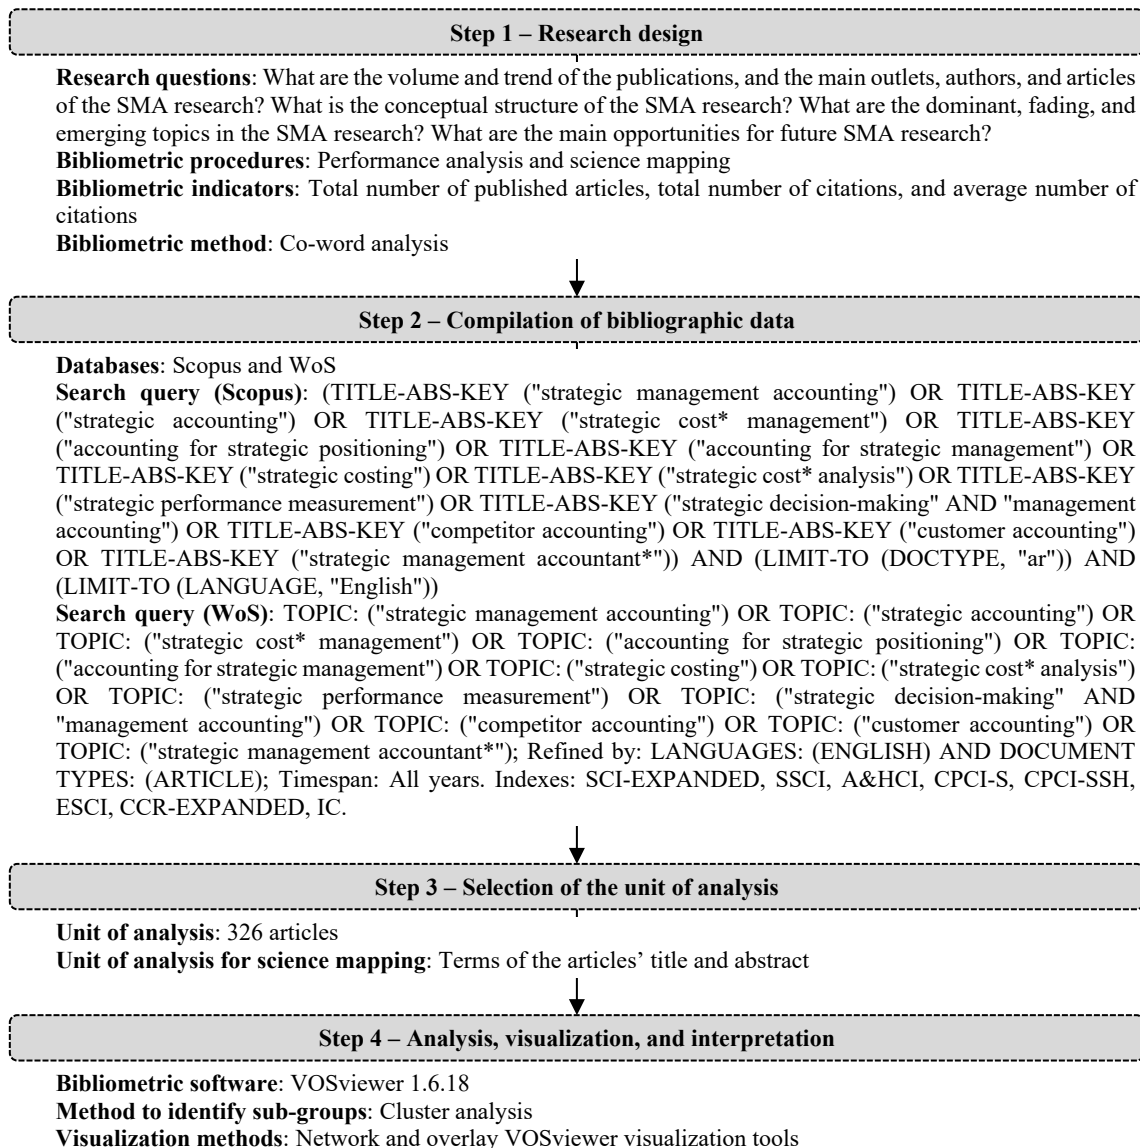 Step 1 – Research design
Research questions: What are the volume and trend of the publications, and the main outlets, authors, and articles
of the SMA research? What is the conceptual structure of the SMA research? What are the dominant, fading, and
emerging topics in the SMA research? What are the main opportunities for future SMA research?
Bibliometric procedures: Performance analysis and science mapping
Bibliometric indicators: Total number of published articles, total number of citations, and average number of
citations
Bibliometric method: Co-word analysis
Step 2 – Compilation of bibliographic data
Databases: Scopus and WoS
Search query (Scopus): (TITLE-ABS-KEY ("strategic management accounting") OR TITLE-ABS-KEY
("strategic accounting") OR TITLE-ABS-KEY ("strategic cost* management") OR TITLE-ABS-KEY
("accounting for strategic positioning") OR TITLE-ABS-KEY ("accounting for strategic management") OR
TITLE-ABS-KEY ("strategic costing") OR TITLE-ABS-KEY ("strategic cost* analysis") OR TITLE-ABS-KEY
("strategic performance measurement") OR TITLE-ABS-KEY ("strategic decision-making" AND "management
accounting") OR TITLE-ABS-KEY ("competitor accounting") OR TITLE-ABS-KEY ("customer accounting")
OR TITLE-ABS-KEY ("strategic management accountant*")) AND (LIMIT-TO (DOCTYPE, "ar")) AND
(LIMIT-TO (LANGUAGE, "English"))
Search query (WoS): TOPIC: ("strategic management accounting") OR TOPIC: ("strategic accounting") OR
TOPIC: ("strategic cost* management") OR TOPIC: ("accounting for strategic positioning") OR TOPIC:
("accounting for strategic management") OR TOPIC: ("strategic costing") OR TOPIC: ("strategic cost* analysis")
OR TOPIC: ("strategic performance measurement") OR TOPIC: ("strategic decision-making" AND
"management accounting") OR TOPIC: ("competitor accounting") OR TOPIC: ("customer accounting") OR
TOPIC: ("strategic management accountant*"); Refined by: LANGUAGES: (ENGLISH) AND DOCUMENT
TYPES: (ARTICLE); Timespan: All years. Indexes: SCI-EXPANDED, SSCI, A&HCI, CPCI-S, CPCI-SSH,
ESCI, CCR-EXPANDED, IC.
Step 3 – Selection of the unit of analysis
Unit of analysis: 326 articles
Unit of analysis for science mapping: Terms of the articles’ title and abstract
Step 4 – Analysis, visualization, and interpretation
Bibliometric software: VOSviewer 1.6.18
Method to identify sub-groups: Cluster analysis
Visualization methods: Network and overlay VOSviewer visualization tools